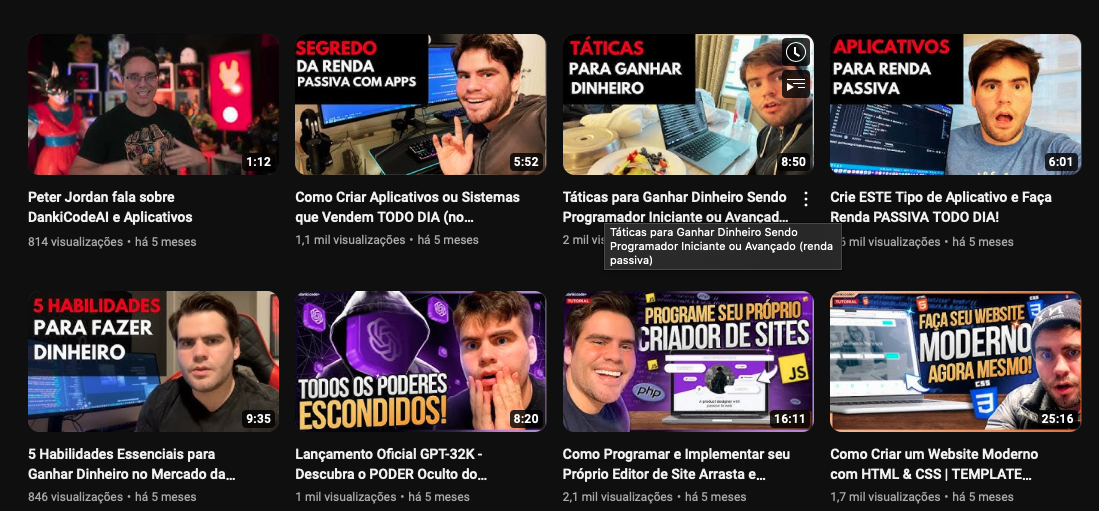 1:12
SEGREDO
DA RENDA
PASSIVA COM APPS
5:52
TÁTICAS
PARA GANHAR
DINHEIRO
8:50
APLICATIVOS
PARA RENDA
PASSIVA
6:01
Peter Jordan fala sobre
DankiCodeAI e Aplicativos
814 visualizações • há 5 meses
Como Criar Aplicativos ou Sistemas
que Vendem TODO DIA (no...
1,1 mil visualizações • há 5 meses
Táticas para Ganhar Dinheiro Sendo
Programador Iniciante ou Avançad...
2 mil vis
Táticas para Ganhar Dinheiro Sendo
Programador Iniciante ou Avançado (renda
passiva)
Crie ESTE Tipo de Aplicativo e Faça
Renda PASSIVA TODO DIA!
mil visualizações • há 5 meses
5 HABILIDADES
PARA FAZER
DINHEIRO
9:35
TODOS OS PODERES
ESCONDIDOS!
8:20
PROGRAME SEU PRÓPRIO
CRIADOR DE SITES
php
JS
A product designer
16:11
TUTORIAL
FAÇA SEU WEBSITE
MODERNO
AGORA MESMO!
CSS
25:16
5 Habilidades Essenciais para
Ganhar Dinheiro no Mercado da...
846 visualizações • há 5 meses
Lançamento Oficial GPT-32K -
Descubra o PODER Oculto do...
1 mil visualizações • há 5 meses
Como Programar e Implementar seu
Próprio Editor de Site Arrasta e...
2,1 mil visualizações • há 5 meses
Como Criar um Website Moderno
com HTML & CSS | TEMPLATE...
1,7 mil visualizações • há 5 meses